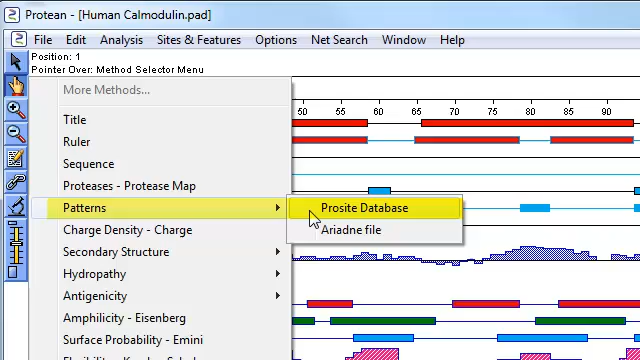 Protean - [Human Calmodulin.pad]
File Edit Analysis Sites & Features Options Net Search Window Help
Position: 1
Pointer Over: Method Selector Menu
More Methods...
50 55 60 65 70 75 80 85 90
Title
Ruler
Sequence
Proteases - Protease Map
Patterns
Prosite Database
Charge Density - Charge
Ariadne file
Secondary Structure
Hydropathy
Antigenicity
Amphilicity - Eisenberg
Surface Probability - Emini